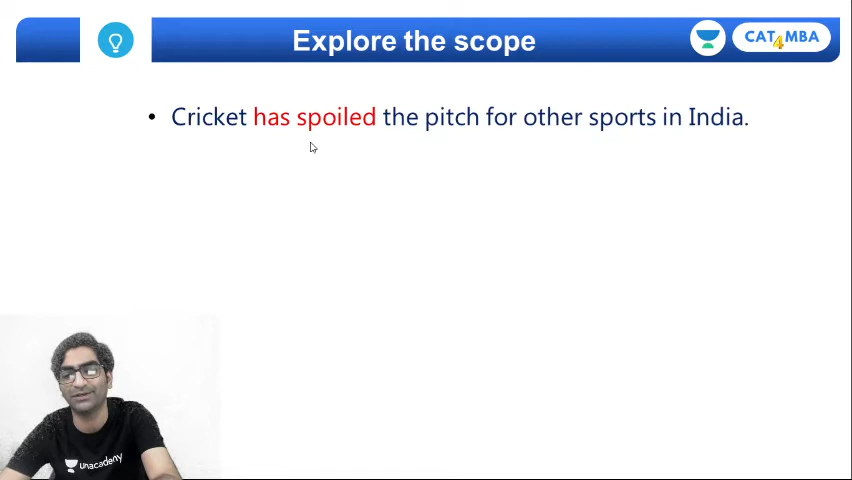 Explore the scope
CAT4MBA
• Cricket has spoiled the pitch for other sports in India.
unacademy